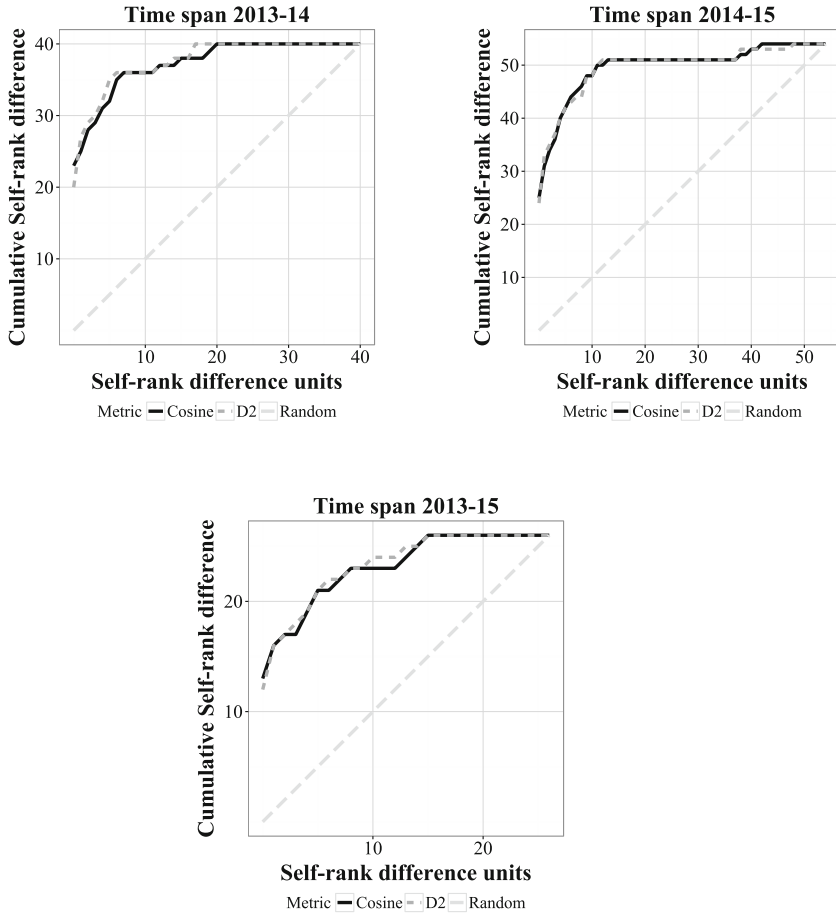 Time span 2013-14
Cumulative Self-rank difference
40
30
20
10
10 20 30 40
Self-rank difference units
Metric Cosine D2 Random
Time span 2014-15
Cumulative Self-rank difference
50
40
30
20
10
10 20 30 40 50
Self-rank difference units
Metric Cosine D2 Random
Time span 2013-15
Cumulative Self-rank difference
20
10
10 20
Self-rank difference units
Metric Cosine D2 Random